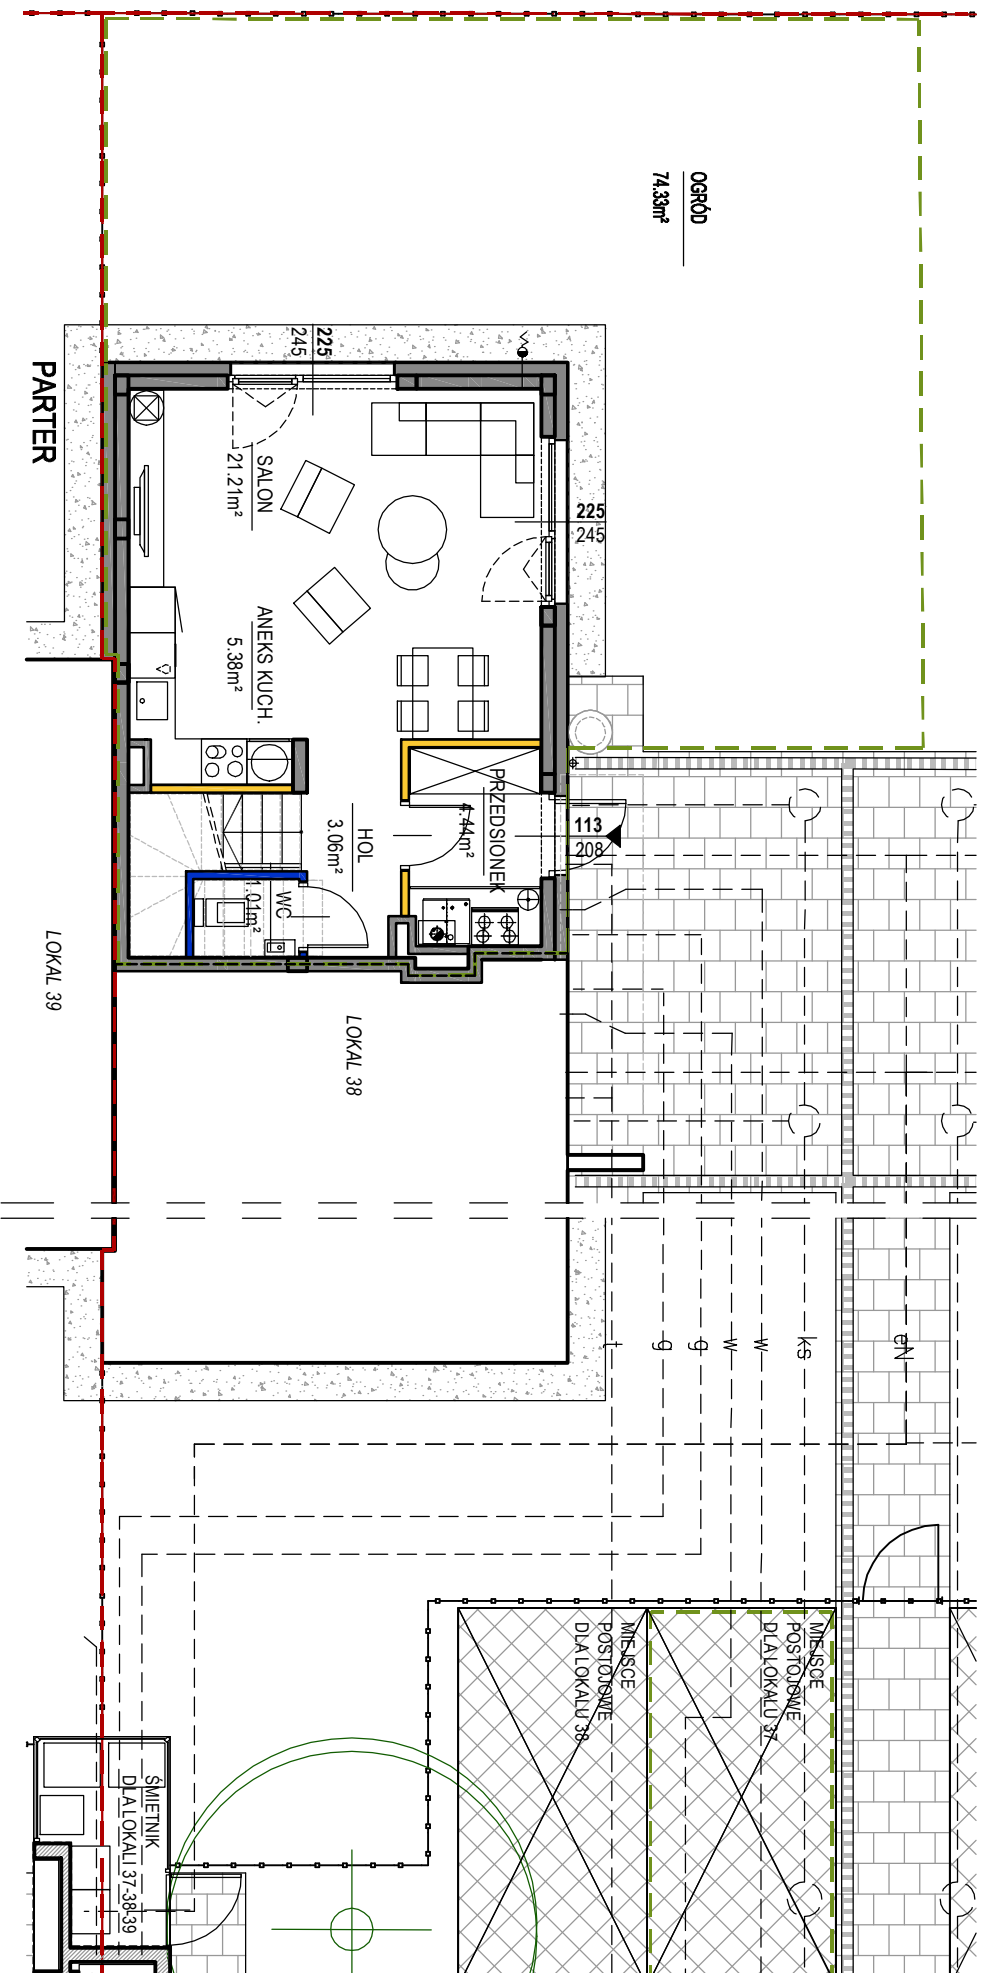 OGRÓD
74.33m²
PARTER
225
245
SALON
21.21m²
225
245
ANEKS KUCH.
5.38m²
PRZEDSIONEK
4.44m²
113
208
HOL
3.06m²
WC
1.01m²
LOKAL 39
LOKAL 38
t
g
g
w
w
ks
eN
MIEJSCE
POSTOJOWE
DLA LOKALU 37
MIEJSCE
POSTOJOWE
DLA LOKALU 38
ŚMIETNIK
DLA LOKALI 37-38-39